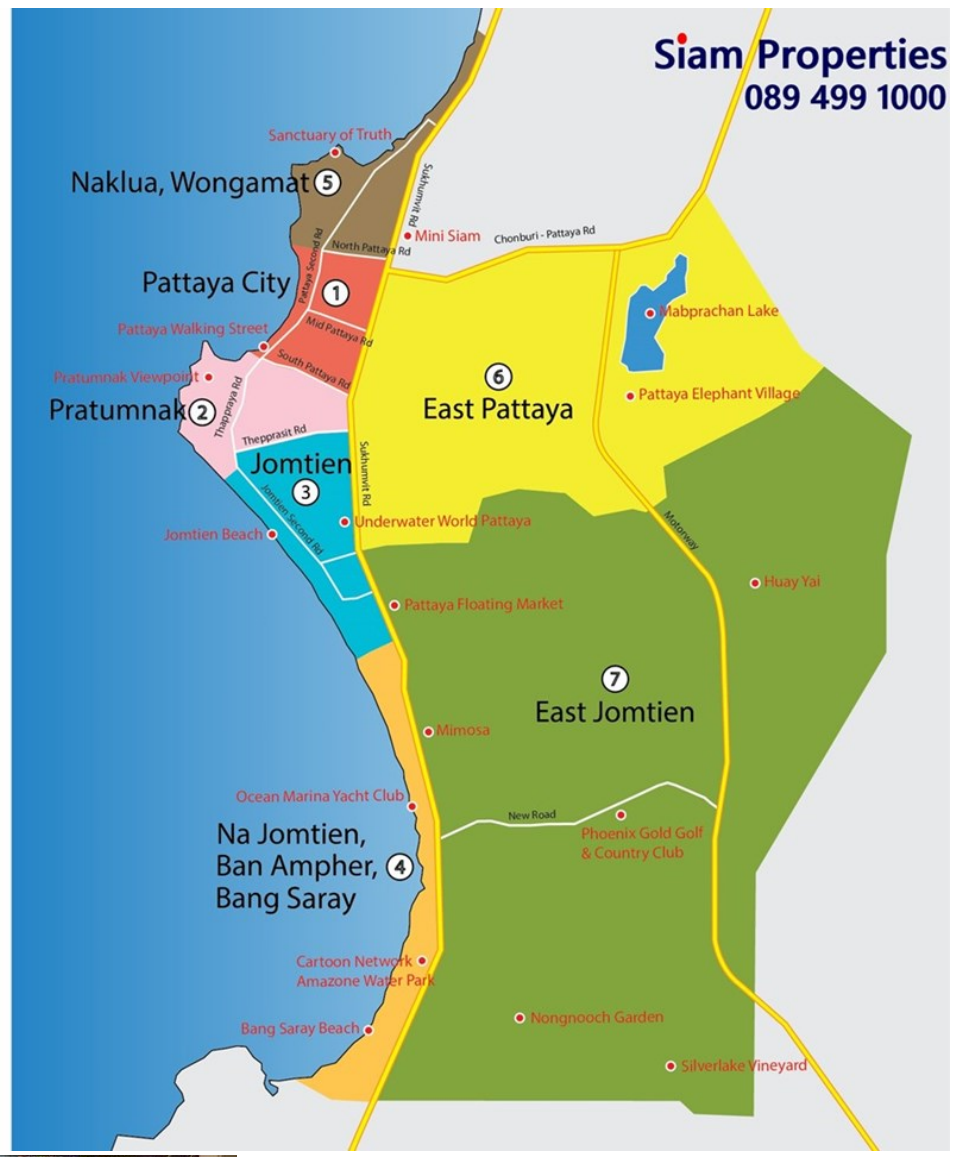 Siam Properties
089 499 1000
Sanctuary of Truth
Naklua, Wongamat 5
Sukhumvit Rd
Mini Siam
Chonburi - Pattaya Rd
North Pattaya Rd
Pattaya Second Rd
Pattaya City
1
Mabprachan Lake
Mid Pattaya Rd
Pattaya Walking Street
South Pattaya Rd
Pratumnak Viewpoint
6
East Pattaya
Pattaya Elephant Village
Pratumnak 2
Thappraya Rd
Thepprasit Rd
Jomtien
3
Sukhumvit Rd
Jomtien Second Rd
Underwater World Pattaya
Jomtien Beach
Motorway
Huay Yai
Pattaya Floating Market
7
East Jomtien
Mimosa
Ocean Marina Yacht Club
New Road
Phoenix Gold Golf
& Country Club
Na Jomtien,
Ban Ampher,
Bang Saray
4
Cartoon Network
Amazone Water Park
Nongnooch Garden
Bang Saray Beach
Silverlake Vineyard